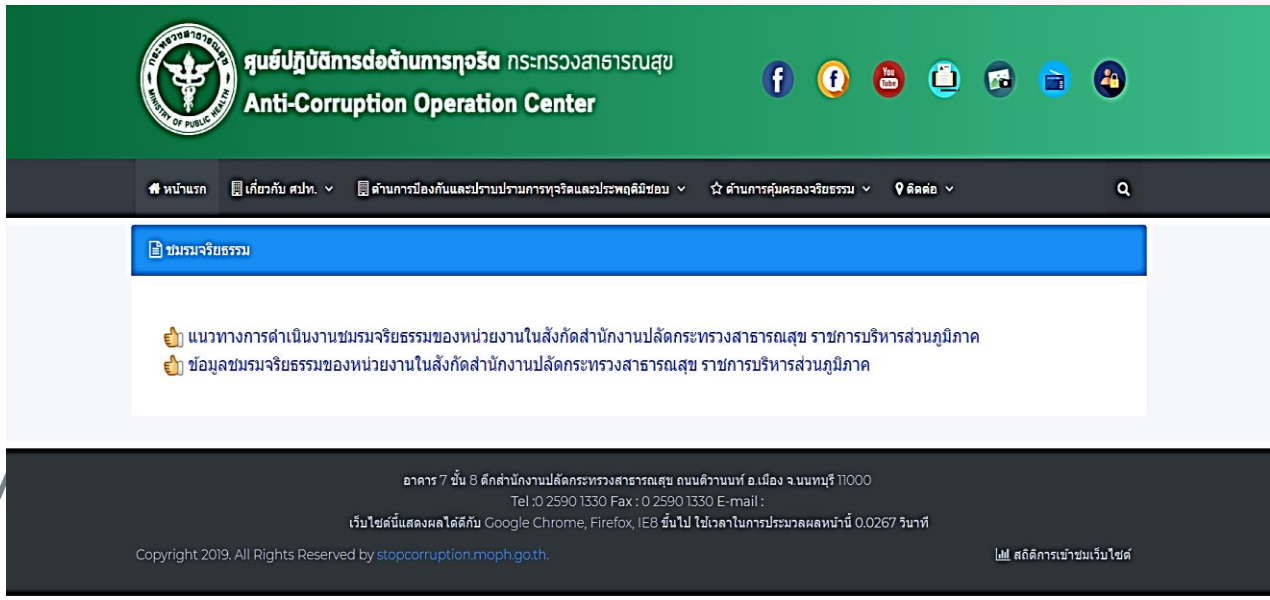 กระทรวงสาธารณสุข
MINISTRY OF PUBLIC HEALTH
ศูนย์ปฏิบัติการต่อต้านการทุจริต กระทรวงสาธารณสุข
Anti-Corruption Operation Center
You Tube
หน้าแรก เกี่ยวกับ ศปท. ด้านการป้องกันและปราบปรามการทุจริตและประพฤติมิชอบ ด้านการคุ้มครองจริยธรรม ติดต่อ
ชมรมจริยธรรม
แนวทางการดำเนินงานชมรมจริยธรรมของหน่วยงานในสังกัดสำนักงานปลัดกระทรวงสาธารณสุข ราชการบริหารส่วนภูมิภาค
ข้อมูลชมรมจริยธรรมของหน่วยงานในสังกัดสำนักงานปลัดกระทรวงสาธารณสุข ราชการบริหารส่วนภูมิภาค
อาคาร 7 ชั้น 8 ตึกสำนักงานปลัดกระทรวงสาธารณสุข ถนนติวานนท์ อ.เมือง จ.นนทบุรี 11000
Tel :0 2590 1330 Fax : 0 2590 1330 E-mail :
เว็บไซต์นี้แสดงผลได้ดีกับ Google Chrome, Firefox, IE8 ขึ้นไป ใช้เวลาในการประมวลผลหน้านี้ 0.0267 วินาที
Copyright 2019. All Rights Reserved by stopcorruption.moph.go.th.
สถิติการเข้าชมเว็บไซต์